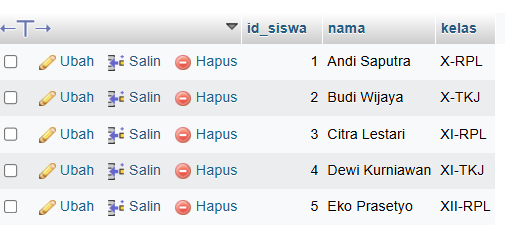 id_siswa nama kelas
Ubah Salin Hapus 1 Andi Saputra X-RPL
Ubah Salin Hapus 2 Budi Wijaya X-TKJ
Ubah Salin Hapus 3 Citra Lestari XI-RPL
Ubah Salin Hapus 4 Dewi Kurniawan XI-TKJ
Ubah Salin Hapus 5 Eko Prasetyo XII-RPL